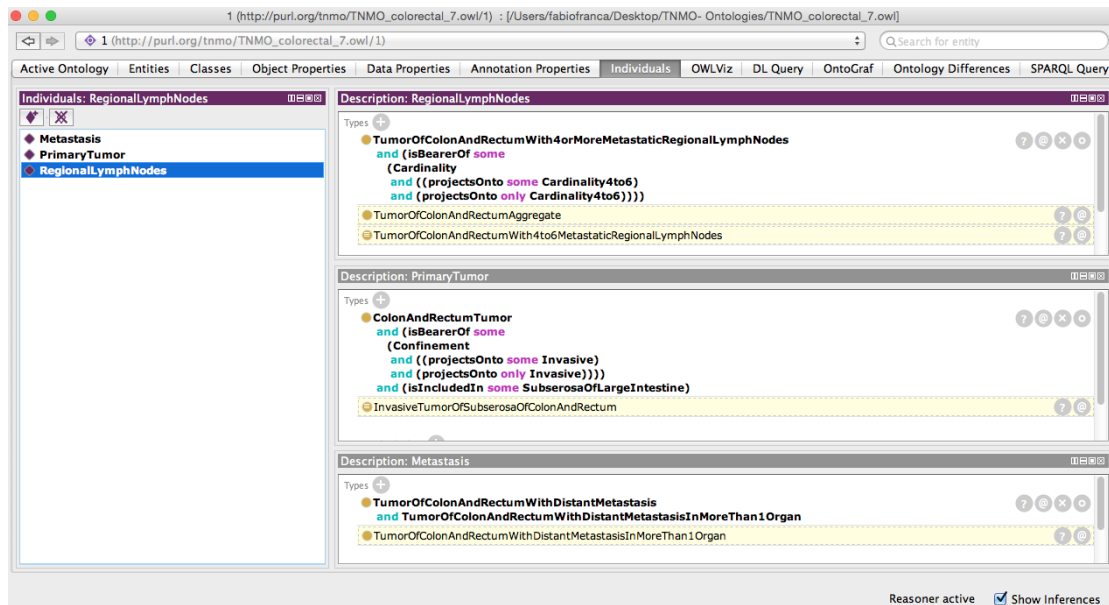 1 (http://purl.org/tnmo/TNMO_colorectal_7.owl/1) : [/Users/fabiofranca/Desktop/TNMO- Ontologies/TNMO_colorectal_7.owl]
1 (http://purl.org/tnmo/TNMO_colorectal_7.owl/1)
Search for entity
Active Ontology Entities Classes Object Properties Data Properties Annotation Properties Individuals OWLViz DL Query OntoGraf Ontology Differences SPARQL Query
Individuals: RegionalLymphNodes
Metastasis
PrimaryTumor
RegionalLymphNodes
Description: RegionalLymphNodes
Types
TumorOfColonAndRectumWith4orMoreMetastaticRegionalLymphNodes
and (isBearerOf some
(Cardinality
and ((projectsOnto some Cardinality4to6)
and (projectsOnto only Cardinality4to6))))
TumorOfColonAndRectumAggregate
TumorOfColonAndRectumWith4to6MetastaticRegionalLymphNodes
Description: PrimaryTumor
Types
ColonAndRectumTumor
and (isBearerOf some
(Confinement
and ((projectsOnto some Invasive)
and (projectsOnto only Invasive))))
and (isIncludedIn some SubserosaOfLargeIntestine)
InvasiveTumorOfSubserosaOfColonAndRectum
Description: Metastasis
Types
TumorOfColonAndRectumWithDistantMetastasis
and TumorOfColonAndRectumWithDistantMetastasisInMoreThan1Organ
TumorOfColonAndRectumWithDistantMetastasisInMoreThan1Organ
Reasoner active Show Inferences